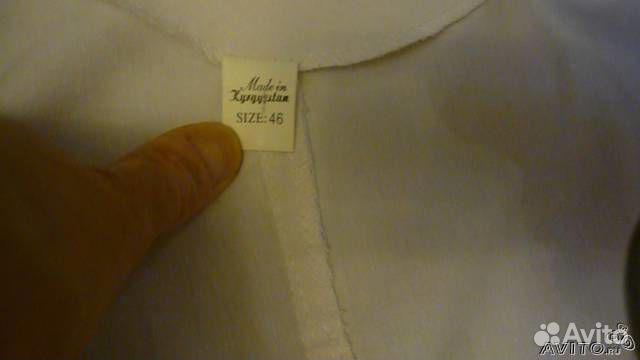 Made in
Kyrgyzstan
SIZE: 46
Avito
AVITO.RU